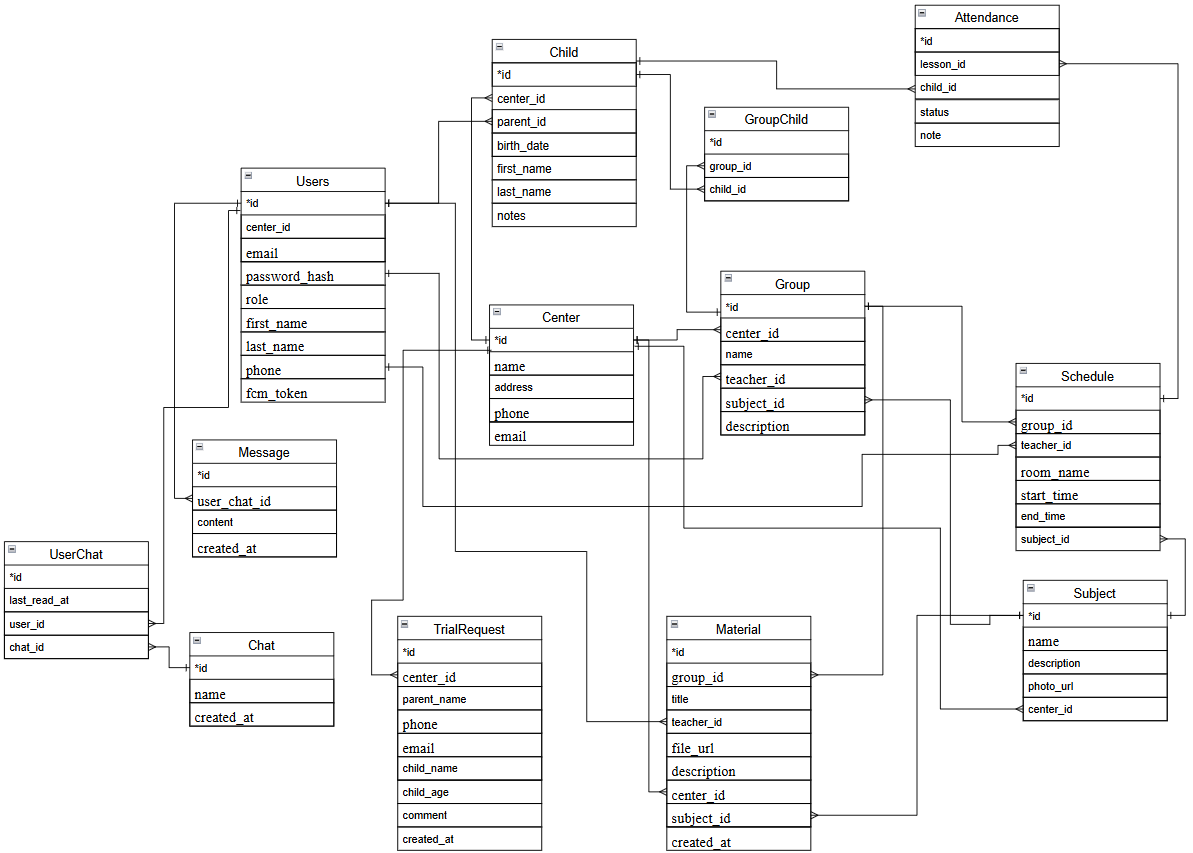 Attendance
*id
lesson_id
child_id
status
note
Child
*id
center_id
parent_id
birth_date
first_name
last_name
notes
GroupChild
*id
group_id
child_id
Users
*id
center_id
email
password_hash
role
first_name
last_name
phone
fcm_token
Group
*id
center_id
name
teacher_id
subject_id
description
Center
*id
name
address
phone
email
Schedule
*id
group_id
teacher_id
room_name
start_time
end_time
subject_id
Message
*id
user_chat_id
content
created_at
UserChat
*id
last_read_at
user_id
chat_id
Chat
*id
name
created_at
TrialRequest
*id
center_id
parent_name
phone
email
child_name
child_age
comment
created_at
Material
*id
group_id
title
teacher_id
file_url
description
center_id
subject_id
created_at
Subject
*id
name
description
photo_url
center_id